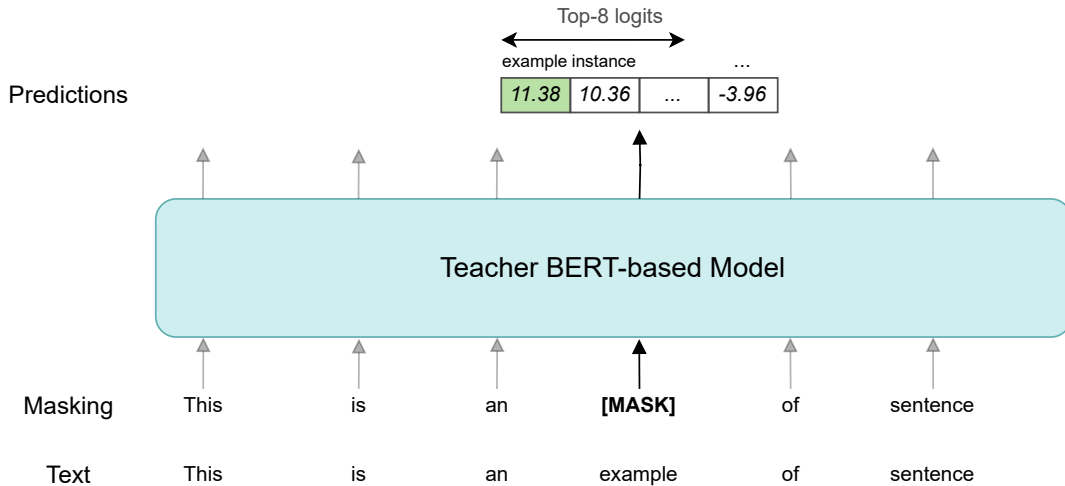 Top-8 logits
example instance ...
Predictions 11.38 10.36 ... -3.96
Teacher BERT-based Model
Masking This is an [MASK] of sentence
Text This is an example of sentence